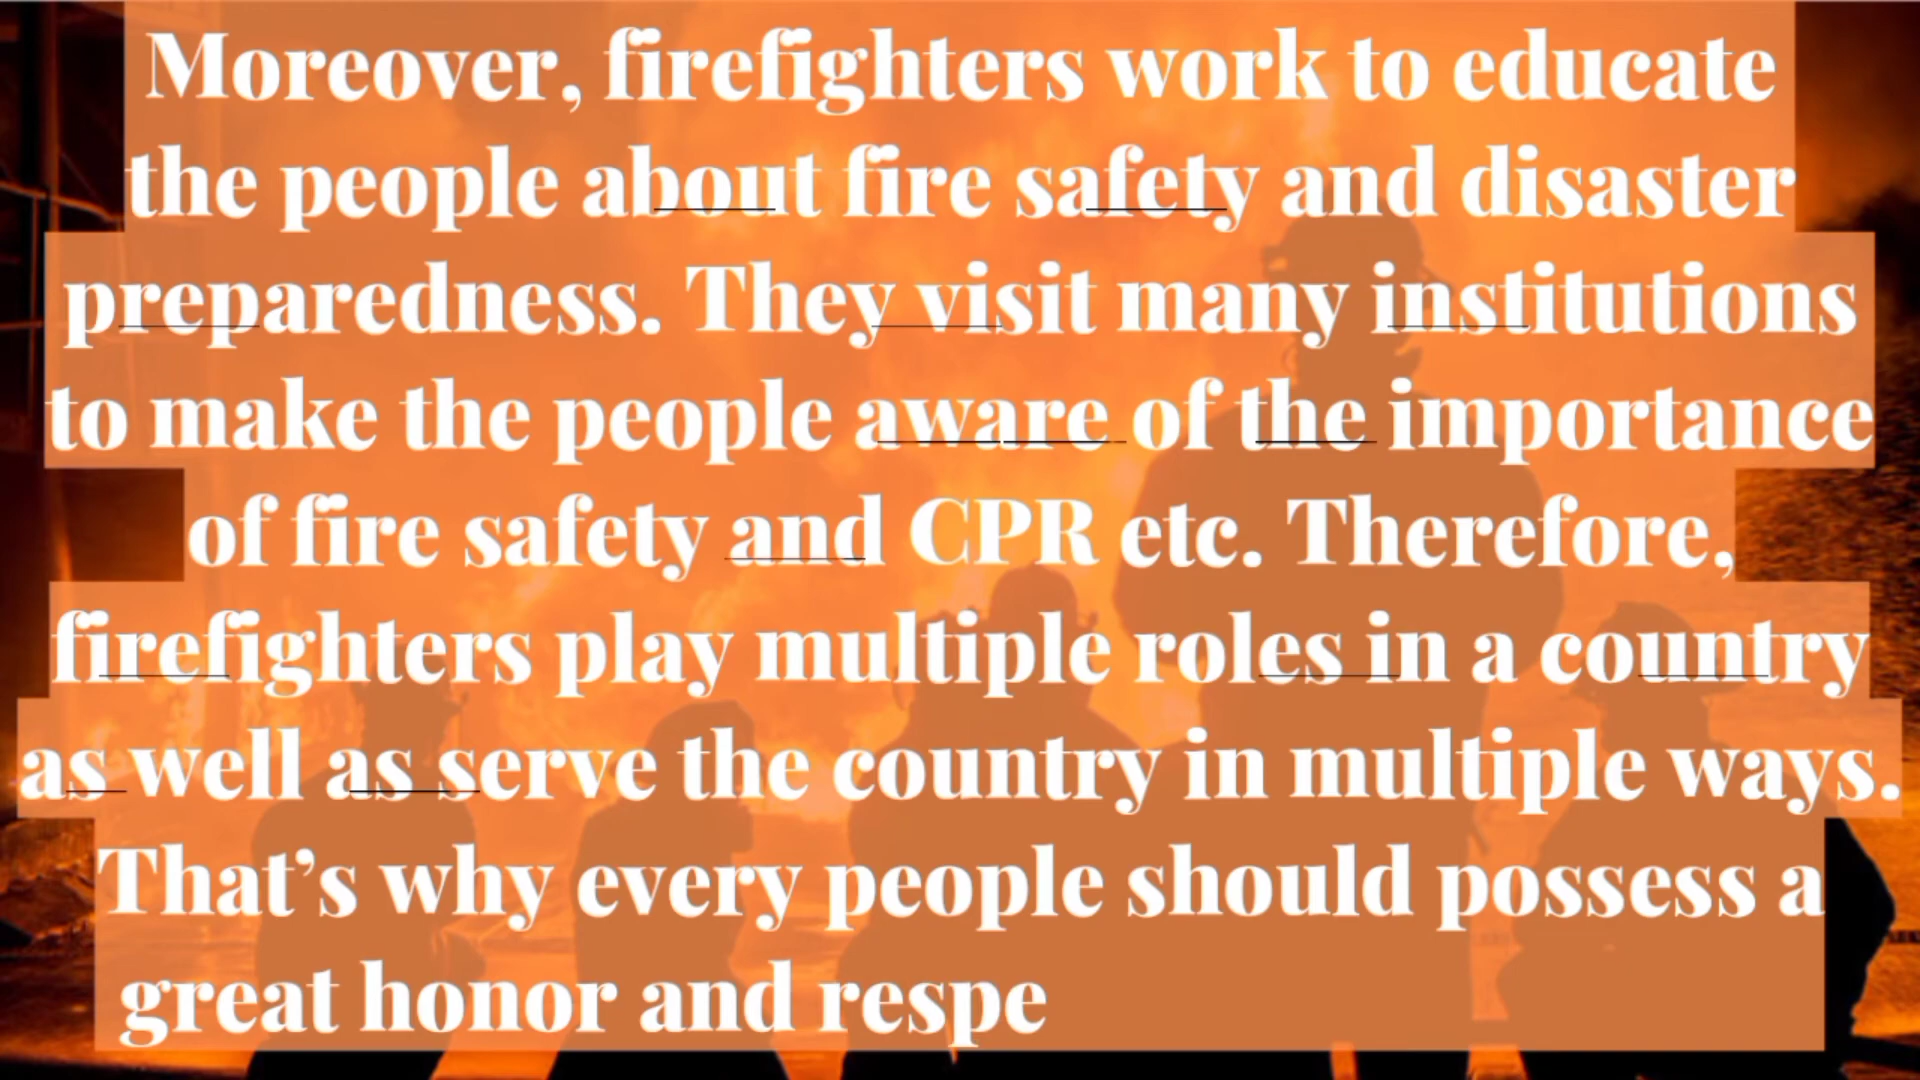 Moreover, firefighters work to educate
the people about fire safety and disaster
preparedness. They visit many institutions
to make the people aware of the importance
of fire safety and CPR etc. Therefore,
firefighters play multiple roles in a country
as well as serve the country in multiple ways.
That’s why every people should possess a
great honor and respe